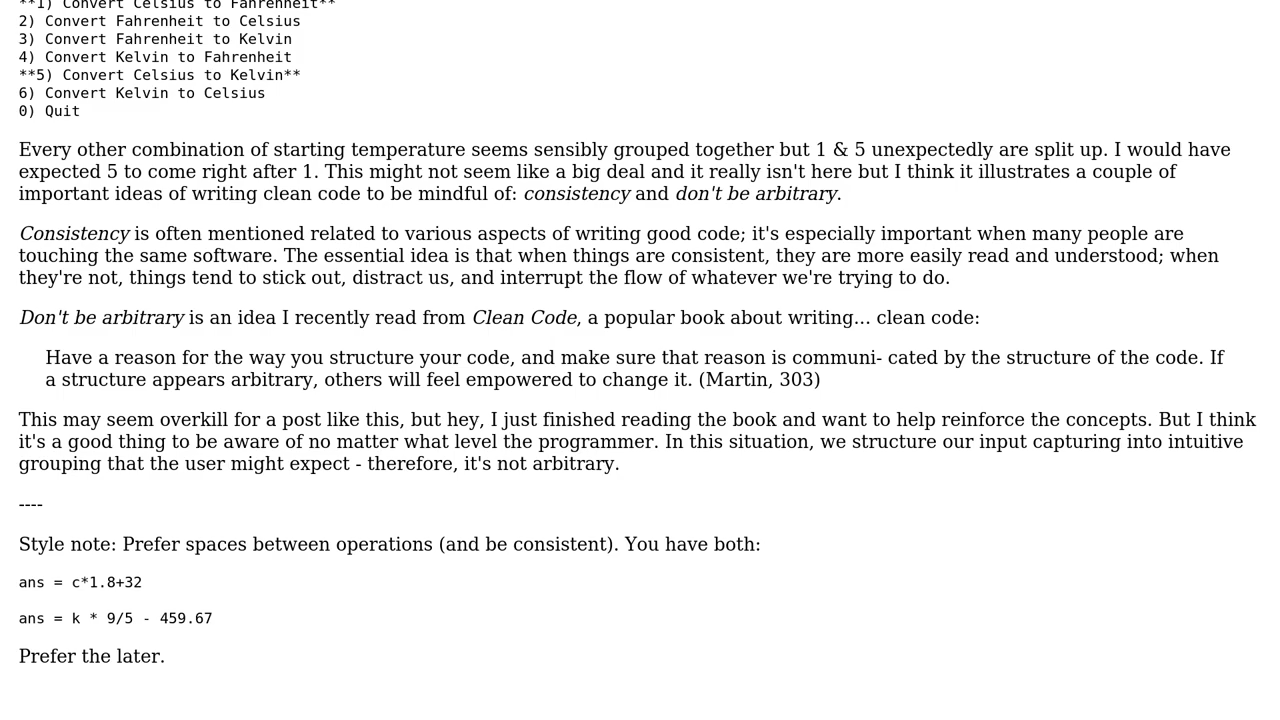 **1) Convert Celsius to Fahrenheit**
2) Convert Fahrenheit to Celsius
3) Convert Fahrenheit to Kelvin
4) Convert Kelvin to Fahrenheit
**5) Convert Celsius to Kelvin**
6) Convert Kelvin to Celsius
0) Quit
Every other combination of starting temperature seems sensibly grouped together but 1 & 5 unexpectedly are split up. I would have
expected 5 to come right after 1. This might not seem like a big deal and it really isn't here but I think it illustrates a couple of
important ideas of writing clean code to be mindful of: consistency and don't be arbitrary.
Consistency is often mentioned related to various aspects of writing good code; it's especially important when many people are
touching the same software. The essential idea is that when things are consistent, they are more easily read and understood; when
they're not, things tend to stick out, distract us, and interrupt the flow of whatever we're trying to do.
Don't be arbitrary is an idea I recently read from Clean Code, a popular book about writing... clean code:
Have a reason for the way you structure your code, and make sure that reason is communi- cated by the structure of the code. If
a structure appears arbitrary, others will feel empowered to change it. (Martin, 303)
This may seem overkill for a post like this, but hey, I just finished reading the book and want to help reinforce the concepts. But I think
it's a good thing to be aware of no matter what level the programmer. In this situation, we structure our input capturing into intuitive
grouping that the user might expect - therefore, it's not arbitrary.
----
Style note: Prefer spaces between operations (and be consistent). You have both:
ans = c*1.8+32
ans = k * 9/5 - 459.67
Prefer the later.